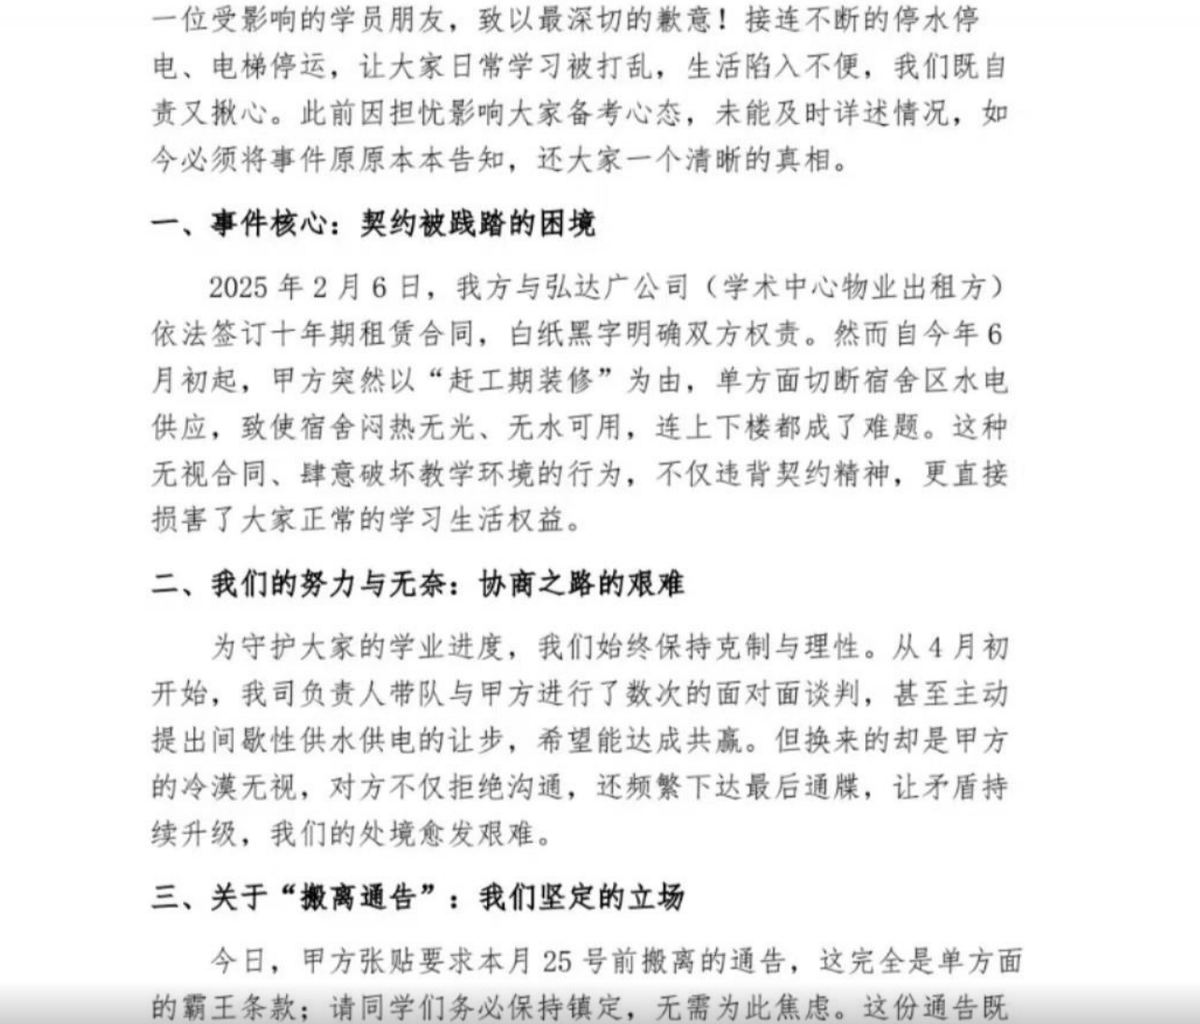 一位受影响的学员朋友，致以最深切的歉意！接连不断的停水停
电、电梯停运，让大家日常学习被打乱，生活陷入不便，我们既自
责又揪心。此前因担忧影响大家备考心态，未能及时详述情况，如
今必须将事件原原本本告知，还大家一个清晰的真相。
一、事件核心：契约被践踏的困境
2025 年 2 月 6 日，我方与弘达广公司（学术中心物业出租方）
依法签订十年期租赁合同，白纸黑字明确双方权责。然而自今年 6
月初起，甲方突然以“赶工期装修”为由，单方面切断宿舍区水电
供应，致使宿舍闷热无光、无水可用，连上下楼都成了难题。这种
无视合同、肆意破坏教学环境的行为，不仅违背契约精神，更直接
损害了大家正常的学习生活权益。
二、我们的努力与无奈：协商之路的艰难
为守护大家的学业进度，我们始终保持克制与理性。从 4 月初
开始，我司负责人带队与甲方进行了数次的面对面谈判，甚至主动
提出间歇性供水供电的让步，希望能达成共赢。但换来的却是甲方
的冷漠无视，对方不仅拒绝沟通，还频繁下达最后通牒，让矛盾持
续升级，我们的处境愈发艰难。
三、关于“搬离通告”：我们坚定的立场
今日，甲方张贴要求本月 25 号前搬离的通告，这完全是单方面
的霸王条款；请同学们务必保持镇定，无需为此焦虑。这份通告既